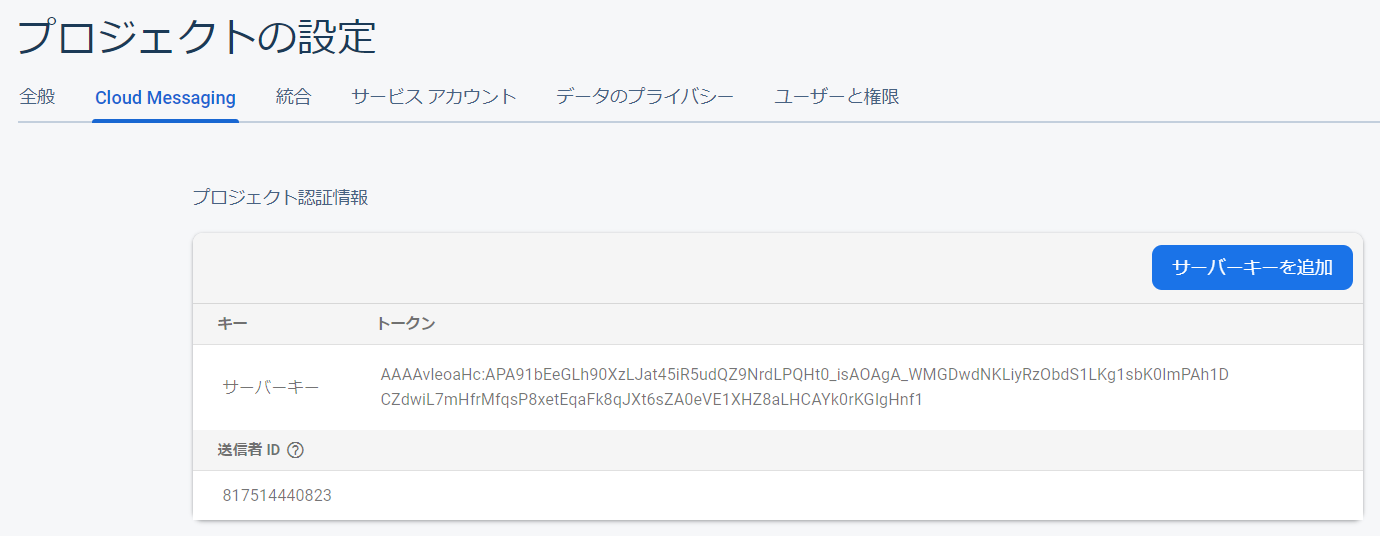 プロジェクトの設定
全般 Cloud Messaging 統合 サービス アカウント データのプライバシー ユーザーと権限
プロジェクト認証情報
サーバーキーを追加
キー トークン
サーバーキー
AAAAvleoaHc:APA91bEeGLh90XzLJat45iR5udQZ9NrdLPQHt0_isAOAgA_WMGDwdNKLiyRzObdS1LKg1sbK0ImPAh1D
CZdwiL7mHfrMfqsP8xetEqaFk8qJXt6sZA0eVE1XHZ8aLHCAYk0rKGIgHnf1
送信者 ID ?
817514440823